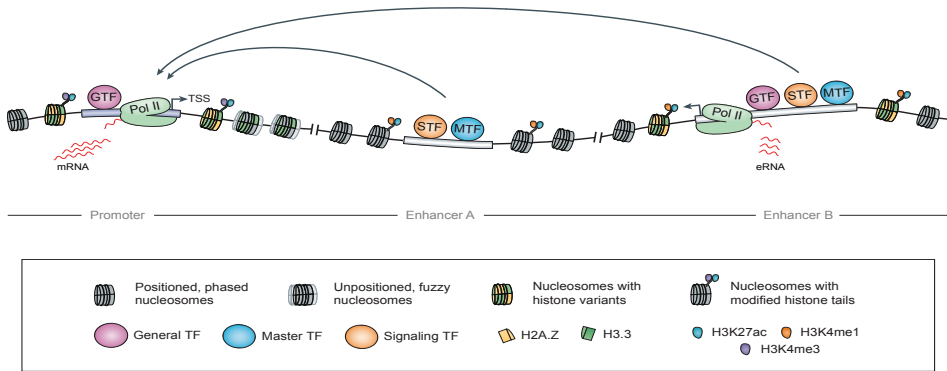 GTF
Pol II
TSS
mRNA
STF
MTF
Pol II
GTF
STF
MTF
eRNA
Promoter
Enhancer A
Enhancer B
Positioned, phased
nucleosomes
Unpositioned, fuzzy
nucleosomes
Nucleosomes with
histone variants
Nucleosomes with
modified histone tails
General TF
Master TF
Signaling TF
H2A.Z
H3.3
H3K27ac
H3K4me1
H3K4me3